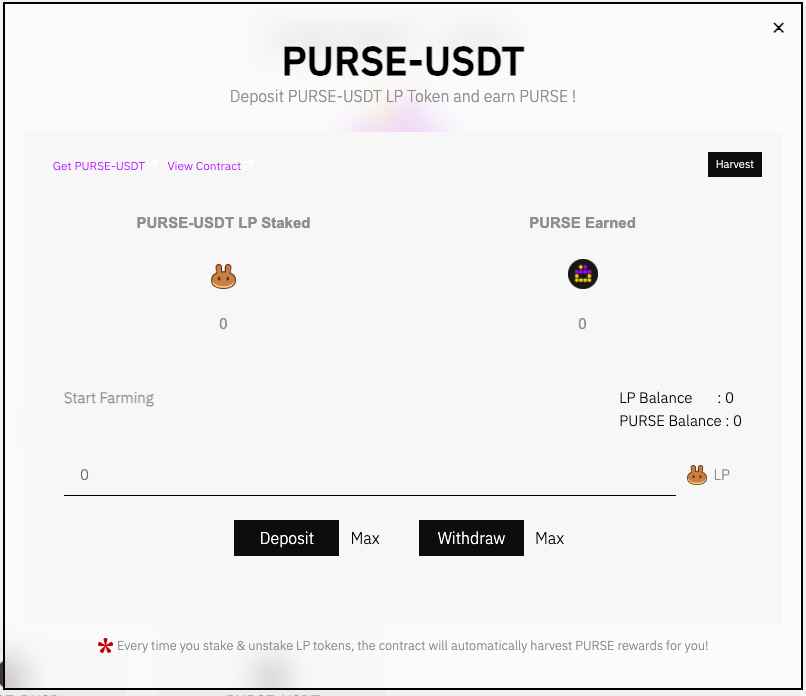 PURSE-USDT
Deposit PURSE-USDT LP Token and earn PURSE !
Get PURSE-USDT View Contract
Harvest
PURSE-USDT LP Staked
PURSE Earned
0
0
Start Farming
LP Balance : 0
PURSE Balance : 0
0
LP
Deposit Max Withdraw Max
* Every time you stake & unstake LP tokens, the contract will automatically harvest PURSE rewards for you!